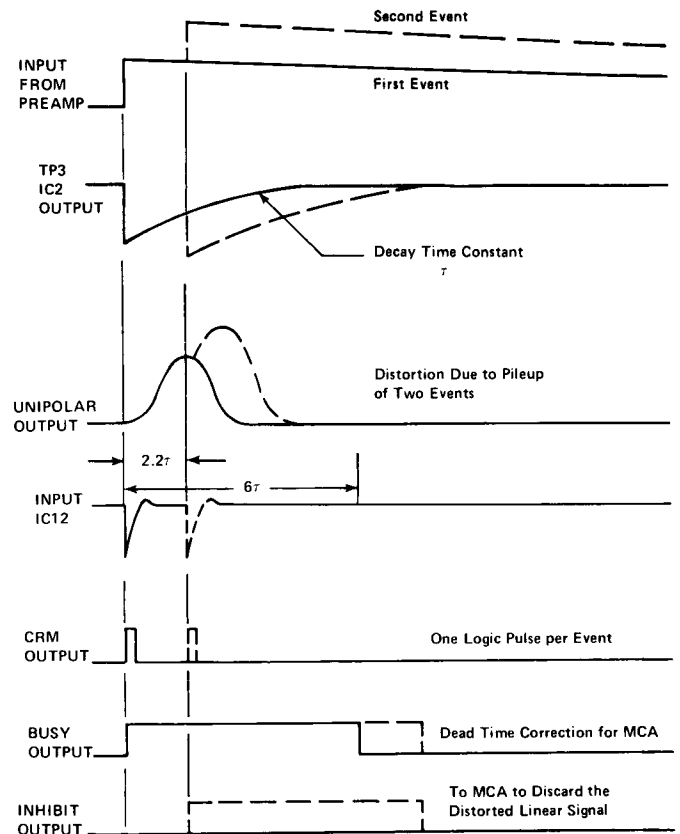 Second Event
INPUT
FROM
PREAMP
First Event
TP3
IC2
OUTPUT
Decay Time Constant
τ
Distortion Due to Pileup
of Two Events
UNIPOLAR
OUTPUT
2.2τ
6τ
INPUT
IC12
CRM
OUTPUT
One Logic Pulse per Event
BUSY
OUTPUT
Dead Time Correction for MCA
To MCA to Discard the
Distorted Linear Signal
INHIBIT
OUTPUT